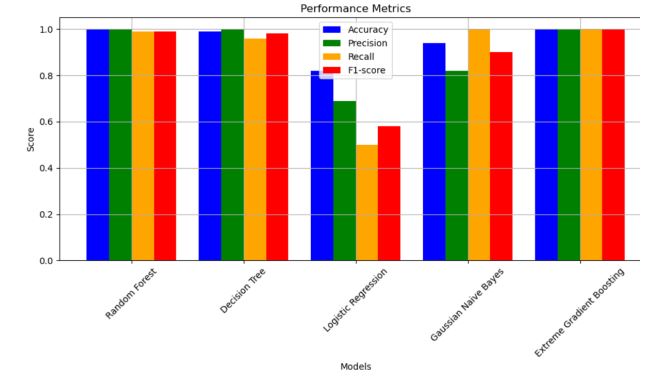 Performance Metrics
Accuracy
Precision
Recall
F1-score
Score
1.0
0.8
0.6
0.4
0.2
0.0
Random Forest
Decision Tree
Logistic Regression
Gaussian Naive Bayes
Extreme Gradient Boosting
Models